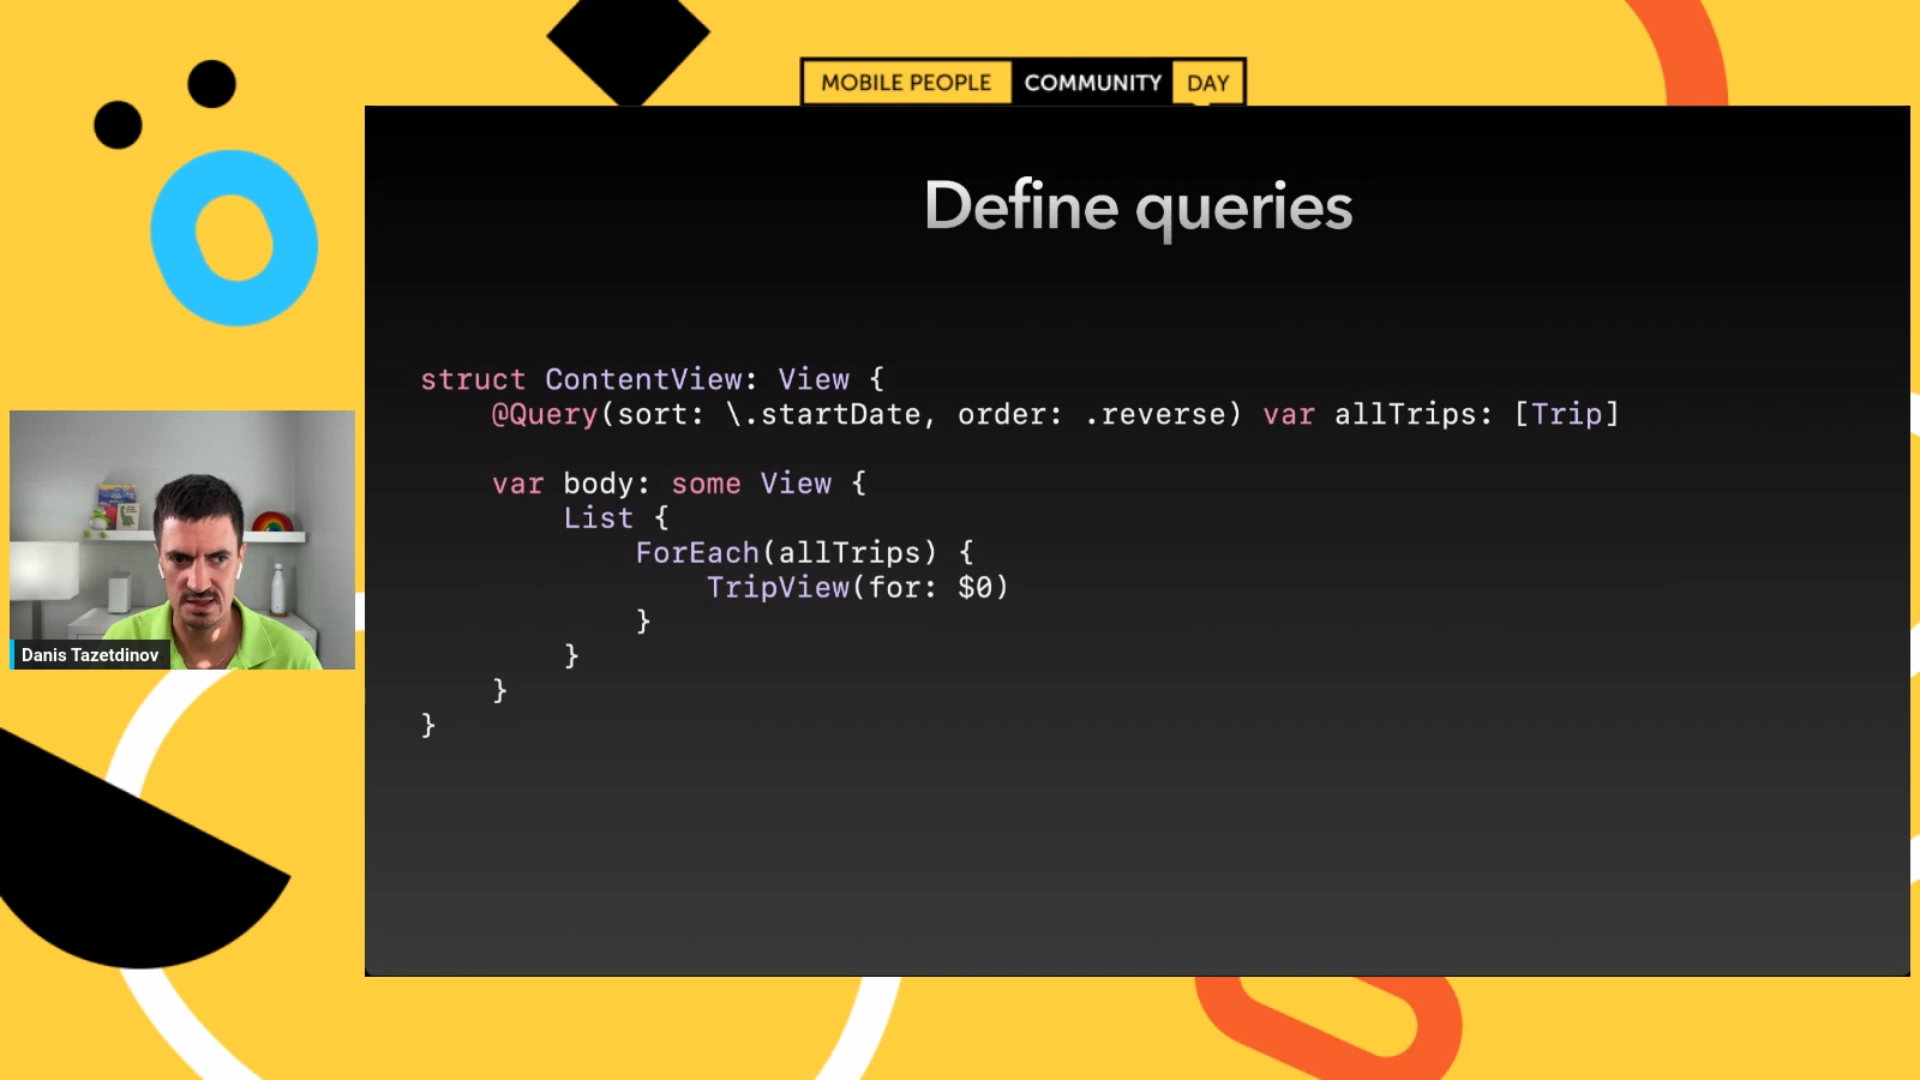 MOBILE PEOPLE COMMUNITY DAY
Define queries
struct ContentView: View {
@Query(sort: \.startDate, order: .reverse) var allTrips: [Trip]
var body: some View {
List {
ForEach(allTrips) {
TripView(for: $0)
}
}
}
}
Danis Tazetdinov